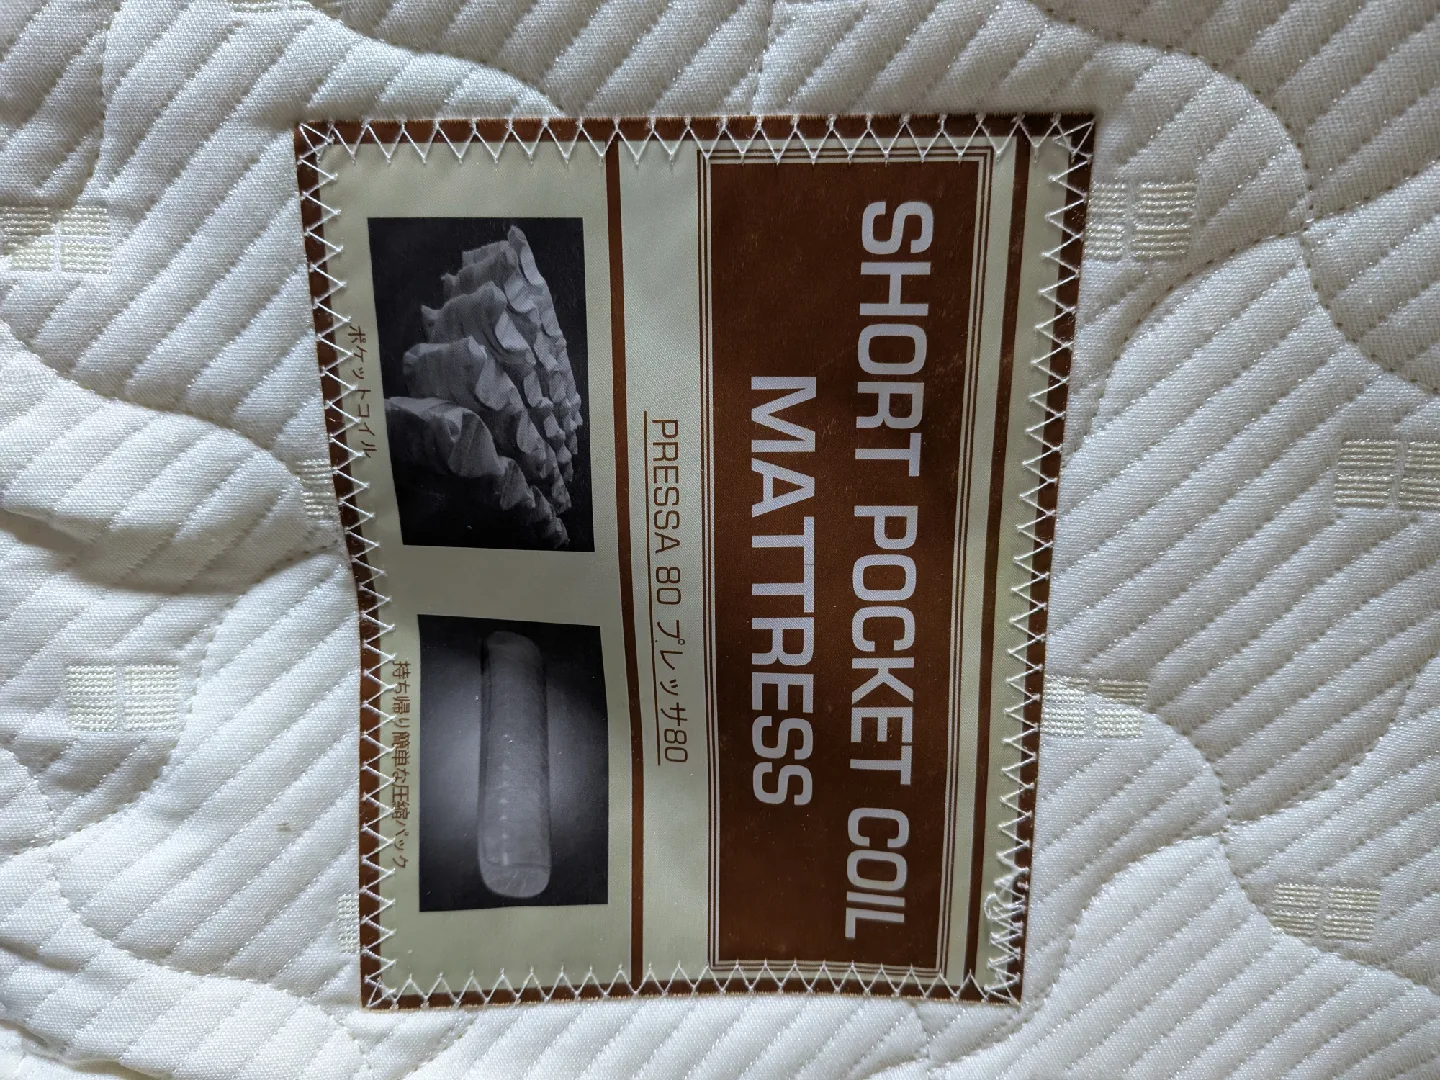 SHORT POCKET COIL
MATTRESS
PRESSA 80 プレッサ80
ポケットコイル
持ち帰り簡単な圧縮パック